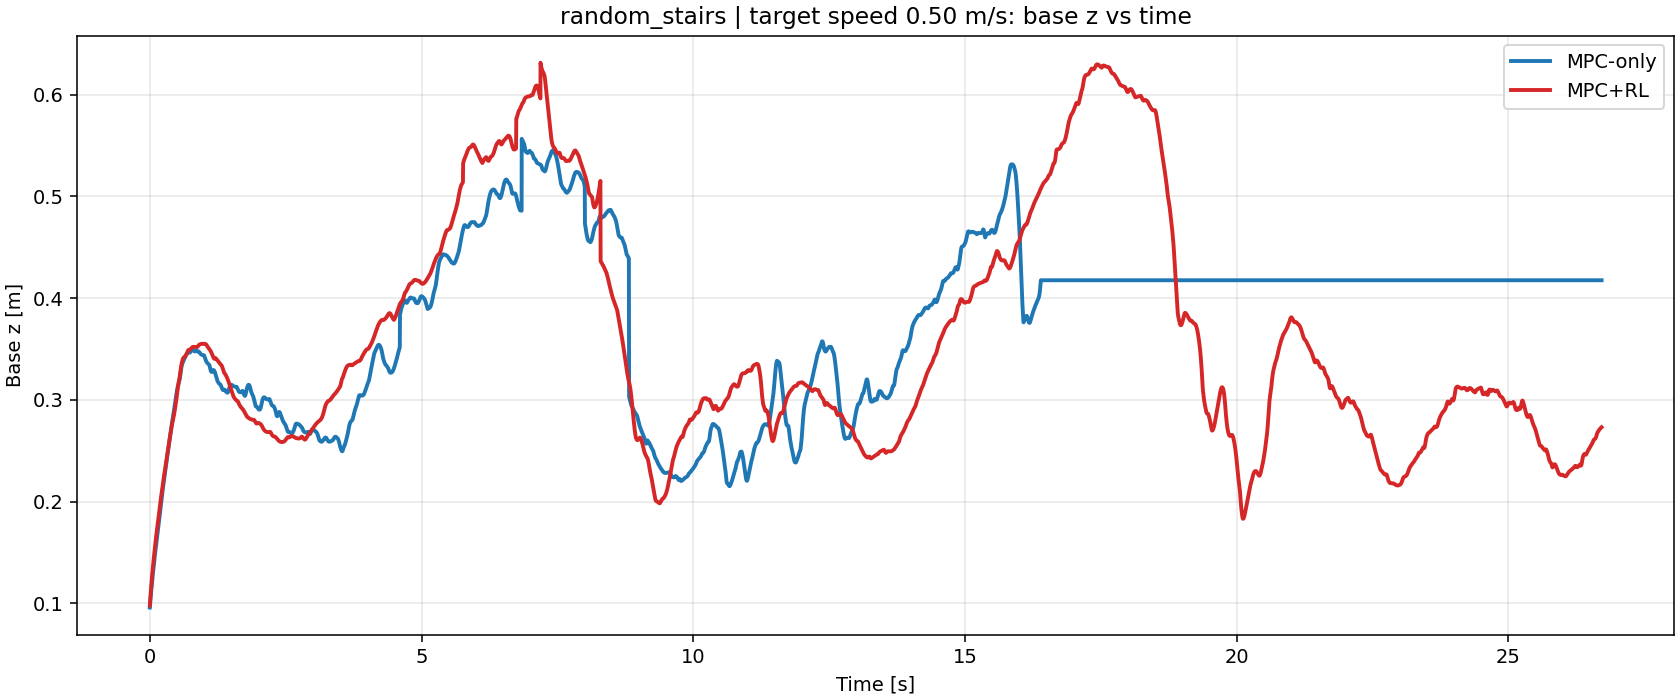 random_stairs | target speed 0.50 m/s: base z vs time
MPC-only
MPC+RL
Base z [m]
0.6
0.5
0.4
0.3
0.2
0.1
0 5 10 15 20 25
Time [s]